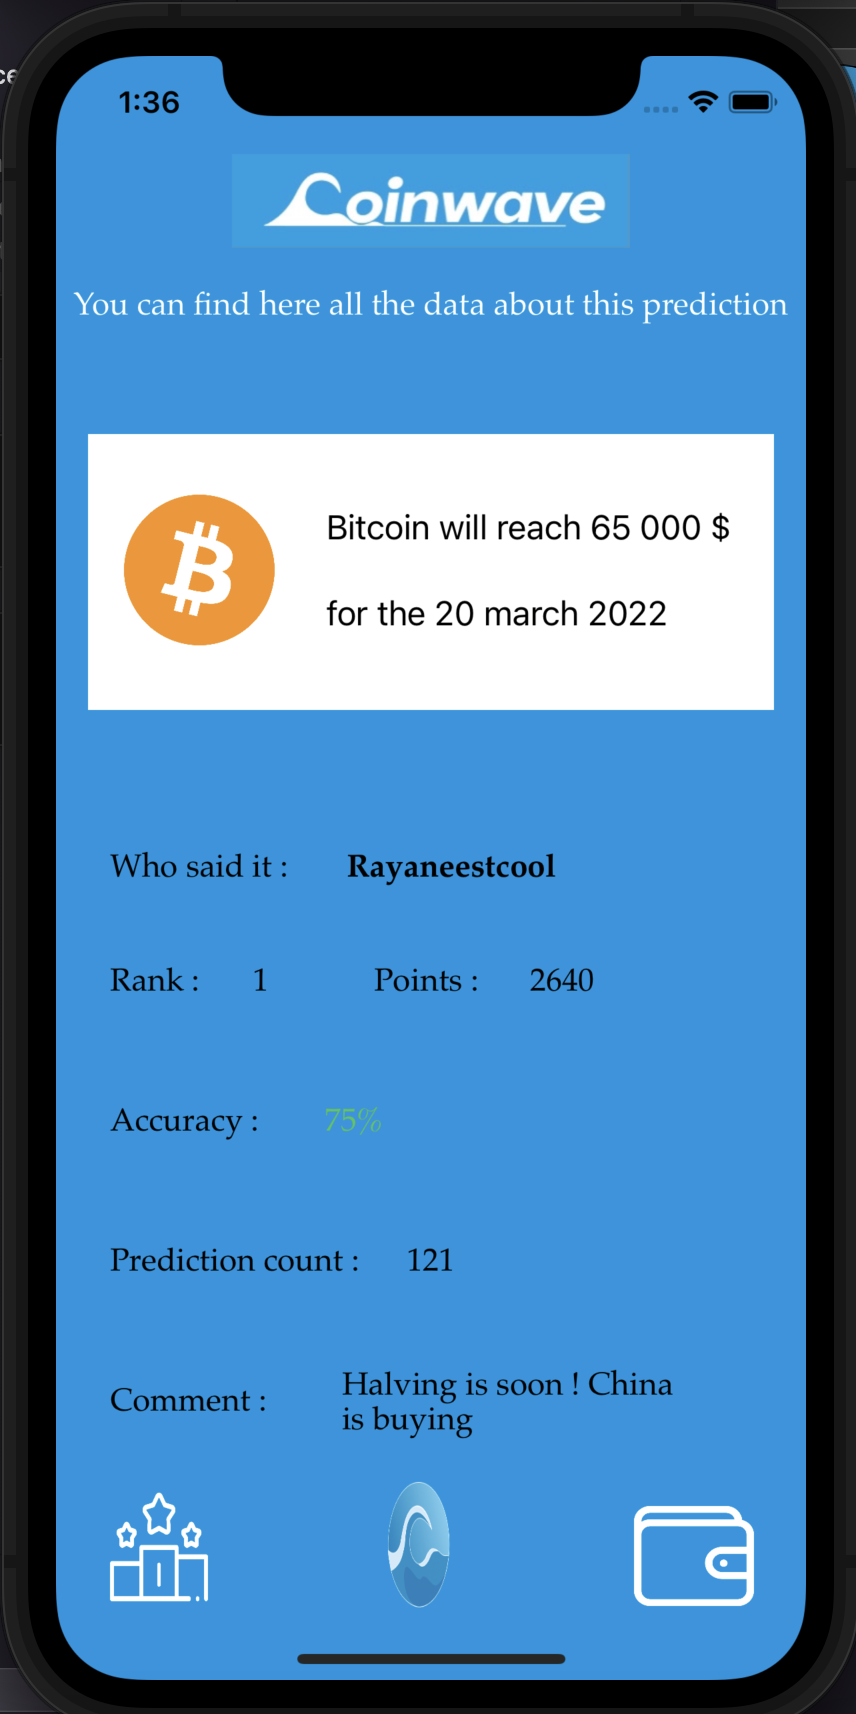 ce
1:36
Coinwave
You can find here all the data about this prediction
Bitcoin will reach 65 000 $
for the 20 march 2022
Who said it : Rayaneestcool
Rank : 1 Points : 2640
Accuracy : 75%
Prediction count : 121
Comment : Halving is soon ! China
is buying